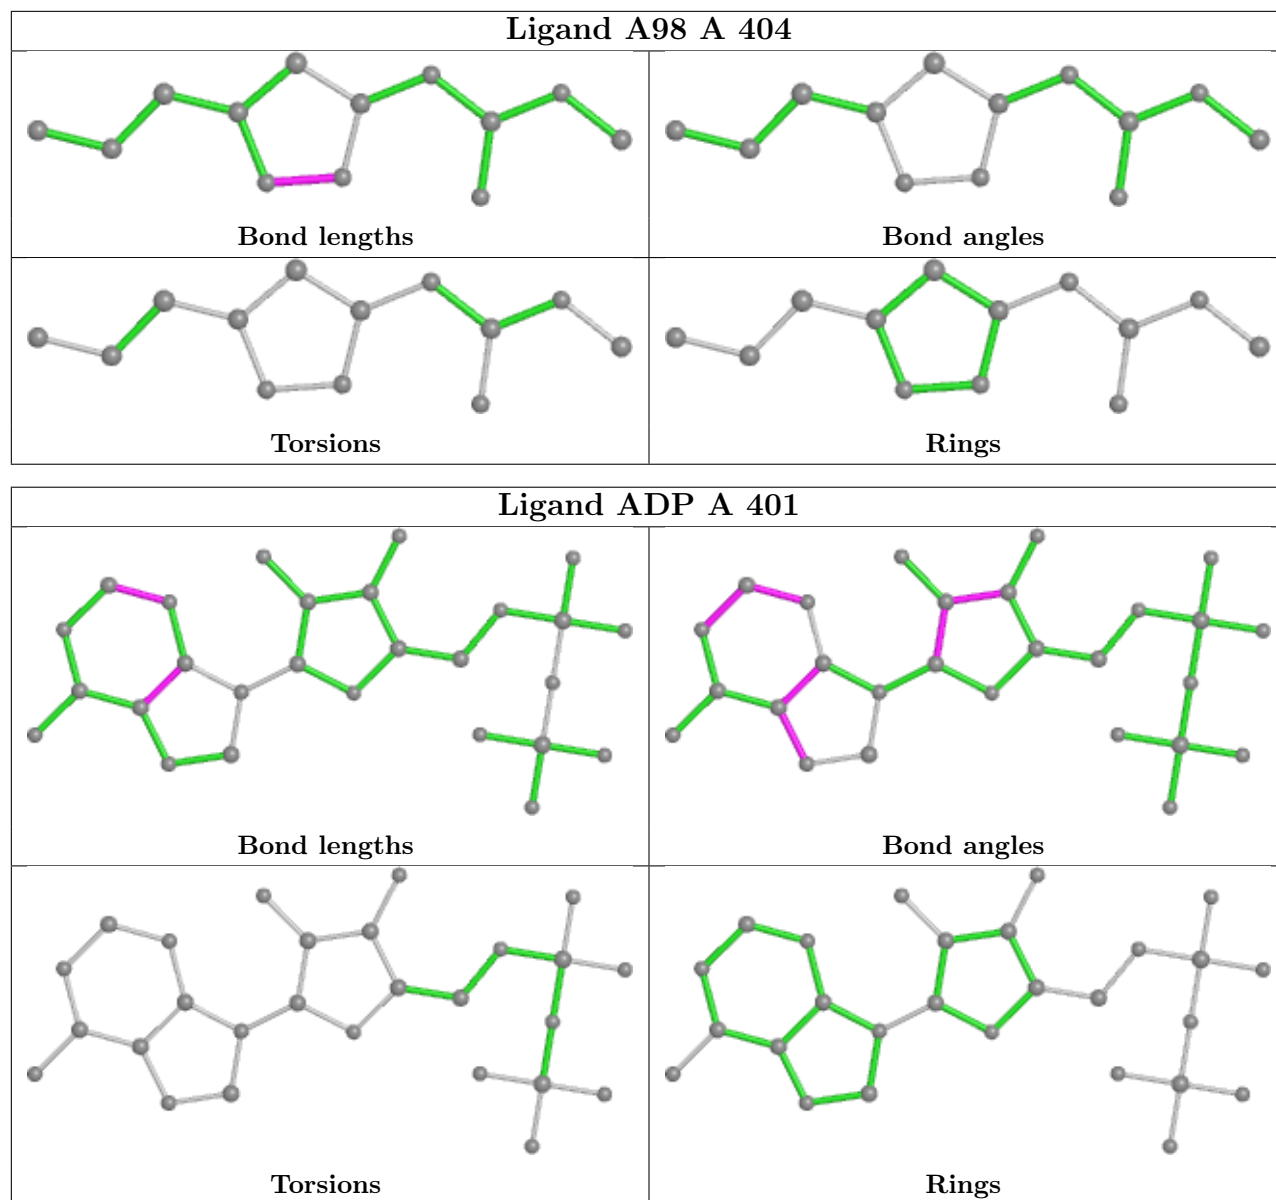 Ligand A98 A 404
Bond lengths
Bond angles
Torsions
Rings
Ligand ADP A 401
Bond lengths
Bond angles
Torsions
Rings